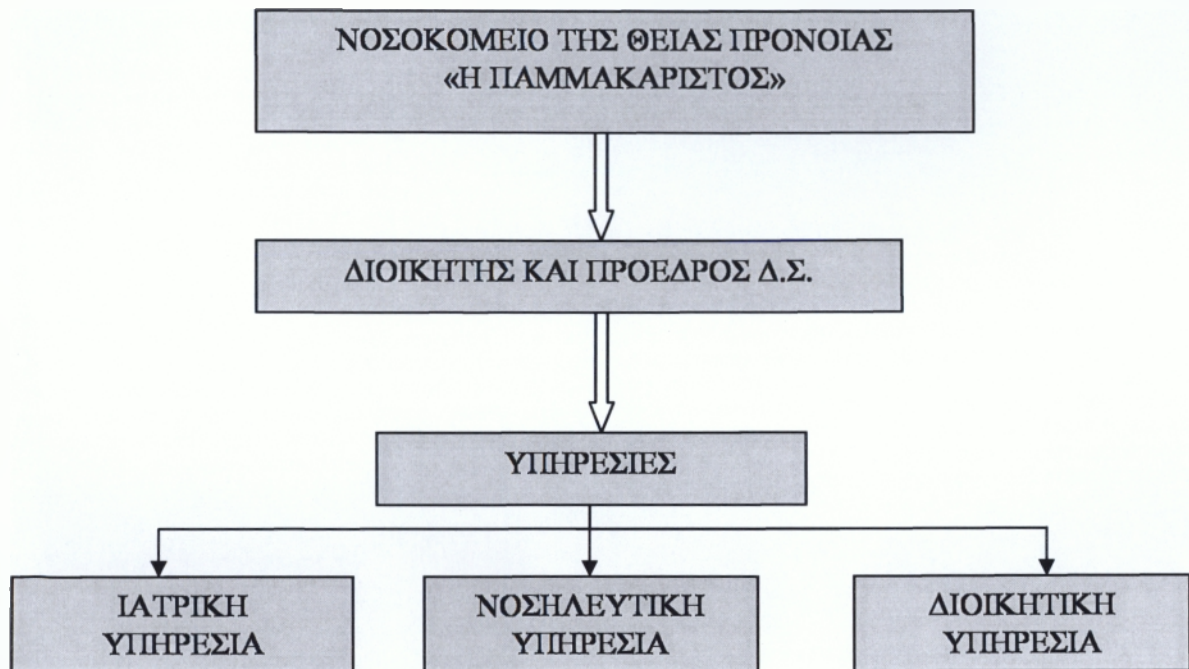 ΝΟΣΟΚΟΜΕΙΟ ΤΗΣ ΘΕΙΑΣ ΠΡΟΝΟΙΑΣ
«Η ΠΑΜΜΑΚΑΡΙΣΤΟΣ»
ΔΙΟΙΚΗΤΗΣ ΚΑΙ ΠΡΟΕΔΡΟΣ Δ.Σ.
ΥΠΗΡΕΣΙΕΣ
ΙΑΤΡΙΚΗ
ΥΠΗΡΕΣΙΑ
ΝΟΣΗΛΕΥΤΙΚΗ
ΥΠΗΡΕΣΙΑ
ΔΙΟΙΚΗΤΙΚΗ
ΥΠΗΡΕΣΙΑ